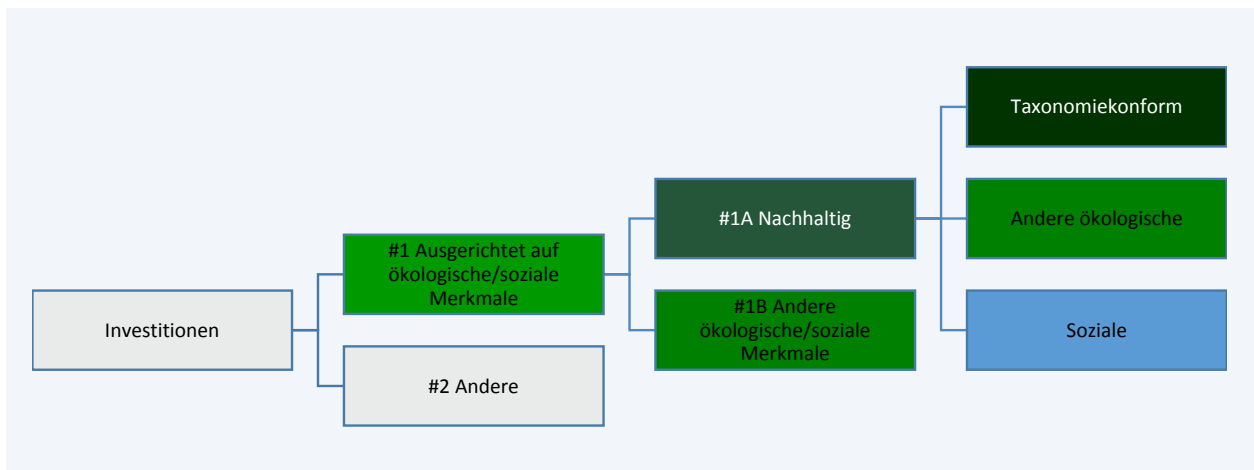 Investitionen
#1 Ausgerichtet auf
ökologische/soziale
Merkmale
#2 Andere
#1A Nachhaltig
#1B Andere
ökologische/soziale
Merkmale
Taxonomiekonform
Andere ökologische
Soziale